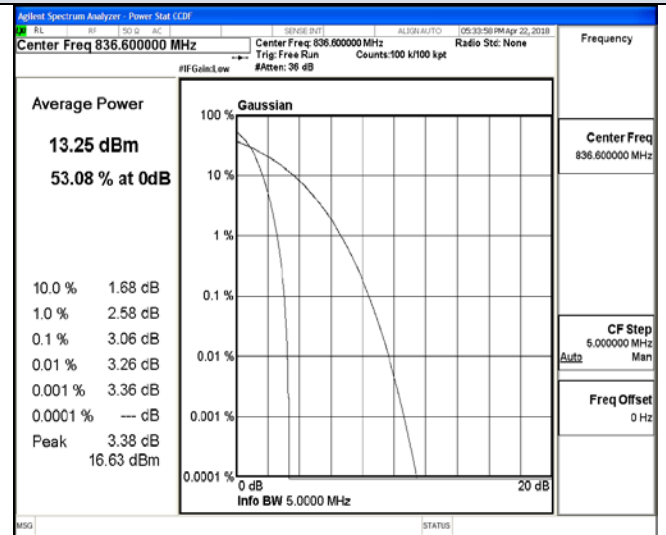 Agilent Spectrum Analyzer - Power Stat CCDF
RL RF 50 Ω AC SENSE:INT ALIGN AUTO 05:33:58 PM Apr 22, 2018
Center Freq 836.600000 MHz
Center Freq: 836.600000 MHz Radio Std: None
Trig: Free Run Counts:100 k/100 kpt
#IFGain:Low #Atten: 36 dB
Frequency
Average Power
13.25 dBm
53.08 % at 0dB
10.0 % 1.68 dB
1.0 % 2.58 dB
0.1 % 3.06 dB
0.01 % 3.26 dB
0.001 % 3.36 dB
0.0001 % --- dB
Peak 3.38 dB
16.63 dBm
Gaussian
100 %
10 %
1 %
0.1 %
0.01 %
0.001 %
0.0001 %
0 dB 20 dB
Info BW 5.0000 MHz
Center Freq
836.600000 MHz
CF Step
5.000000 MHz
Auto Man
Freq Offset
0 Hz
MSG STATUS